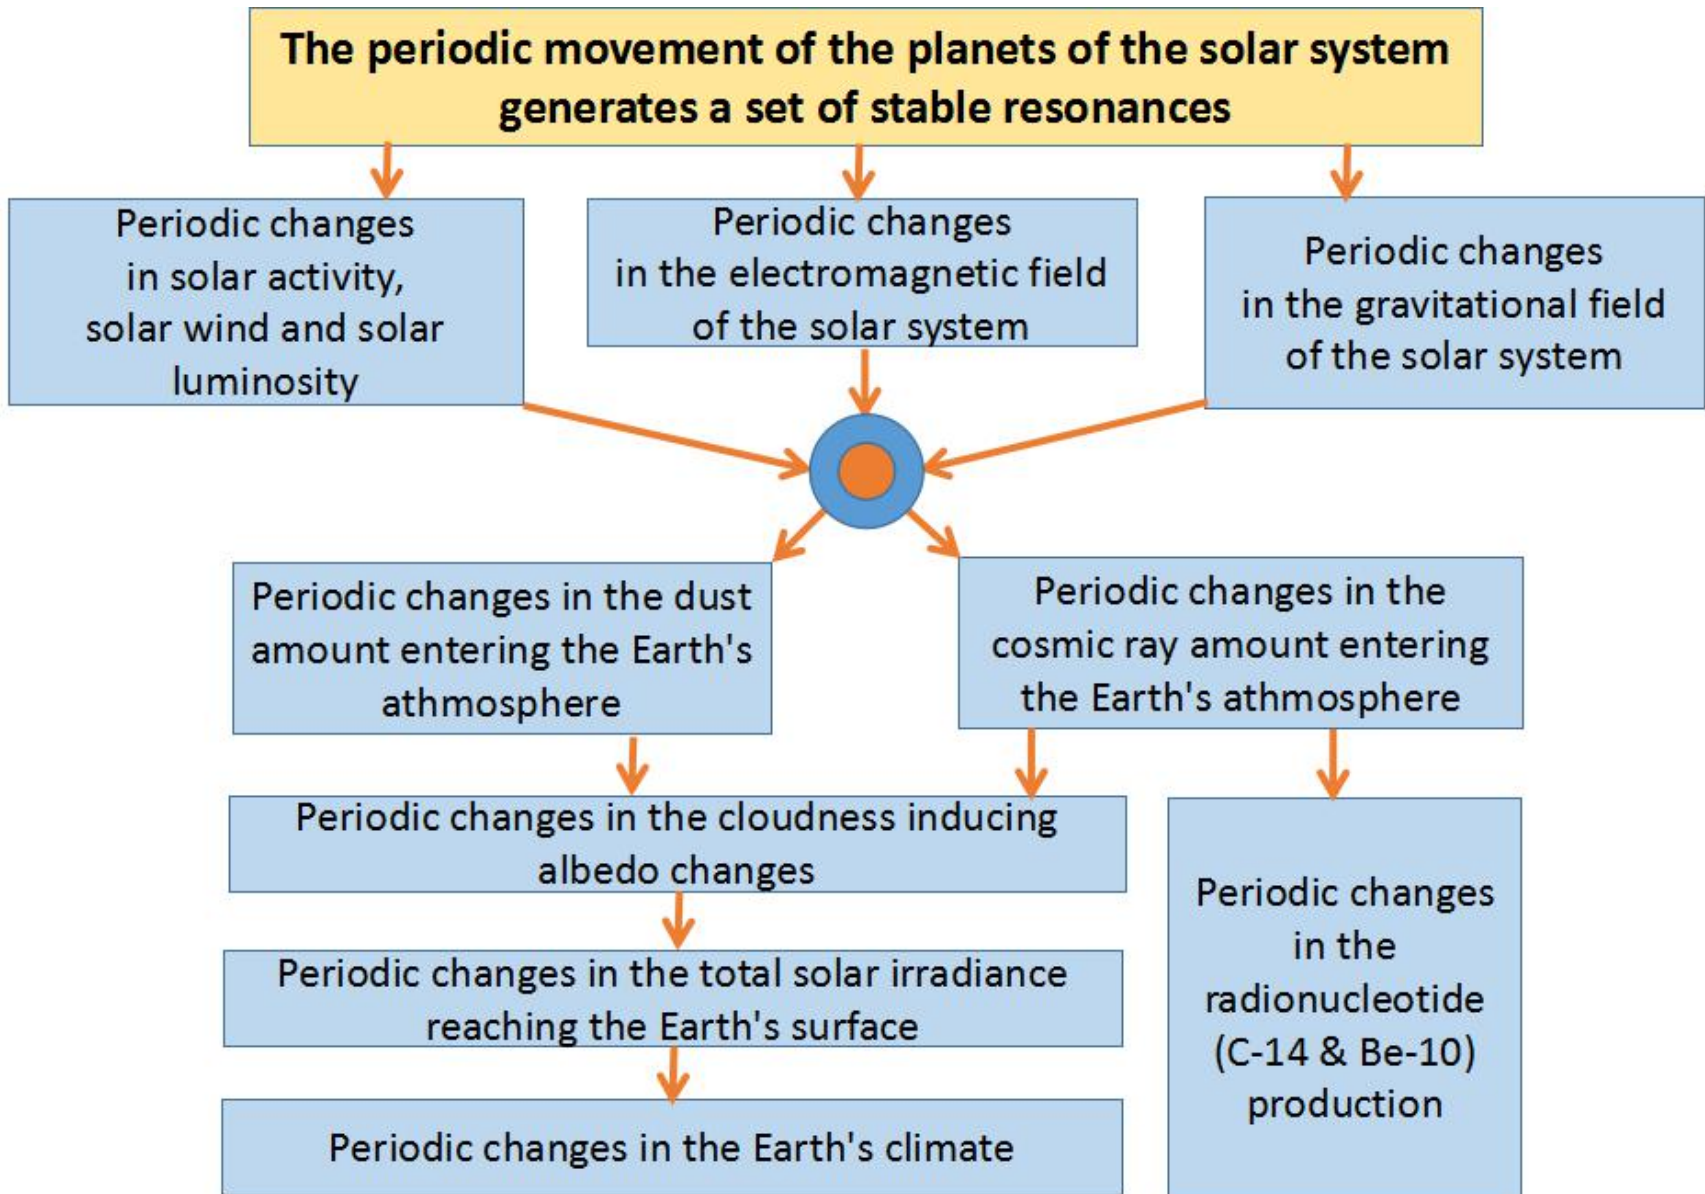 The periodic movement of the planets of the solar system
generates a set of stable resonances
Periodic changes
in solar activity,
solar wind and solar
luminosity
Periodic changes
in the electromagnetic field
of the solar system
Periodic changes
in the gravitational field
of the solar system
Periodic changes in the dust
amount entering the Earth's
athmosphere
Periodic changes in the
cosmic ray amount entering
the Earth's athmosphere
Periodic changes in the cloudness inducing
albedo changes
Periodic changes in the total solar irradiance
reaching the Earth's surface
Periodic changes in the Earth's climate
Periodic changes
in the
radionucleotide
(C-14 & Be-10)
production